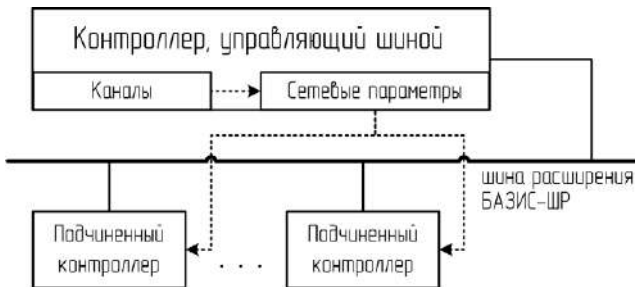 Контроллер, управляющий шиной
Каналы
Сетевые параметры
шина расширения
БАЗИС-ШР
Подчиненный
контроллер
. . .
Подчиненный
контроллер